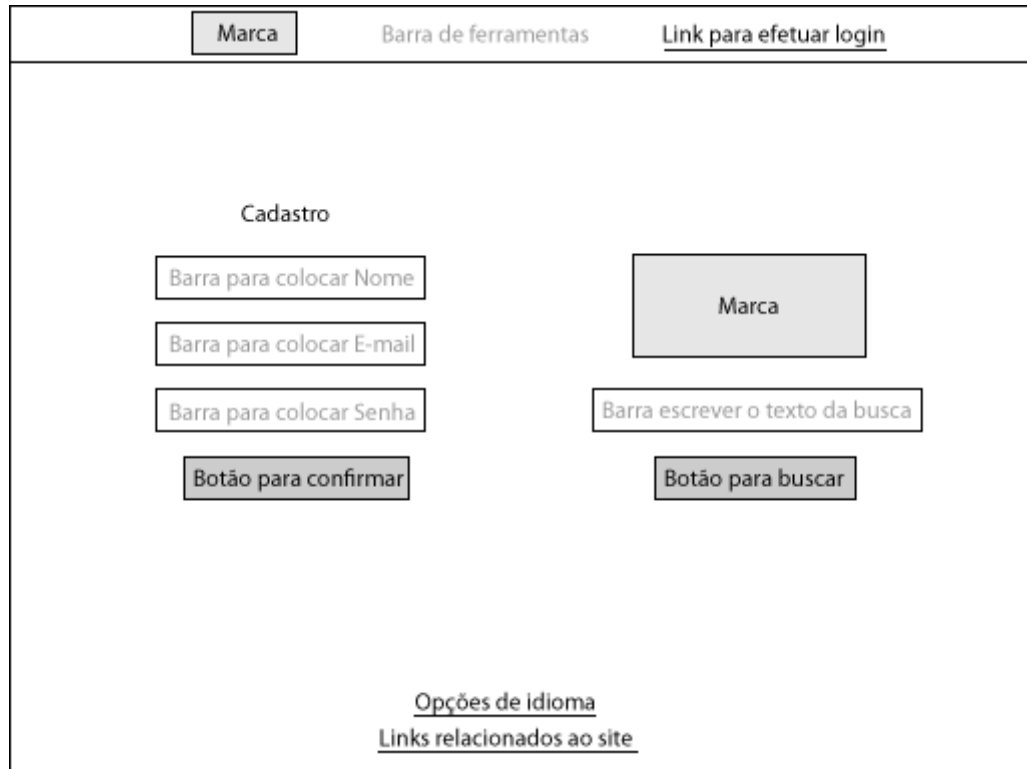 Marca
Barra de ferramentas
Link para efetuar login
Cadastro
Barra para colocar Nome
Barra para colocar E-mail
Barra para colocar Senha
Botão para confirmar
Marca
Barra escrever o texto da busca
Botão para buscar
Opções de idioma
Links relacionados ao site